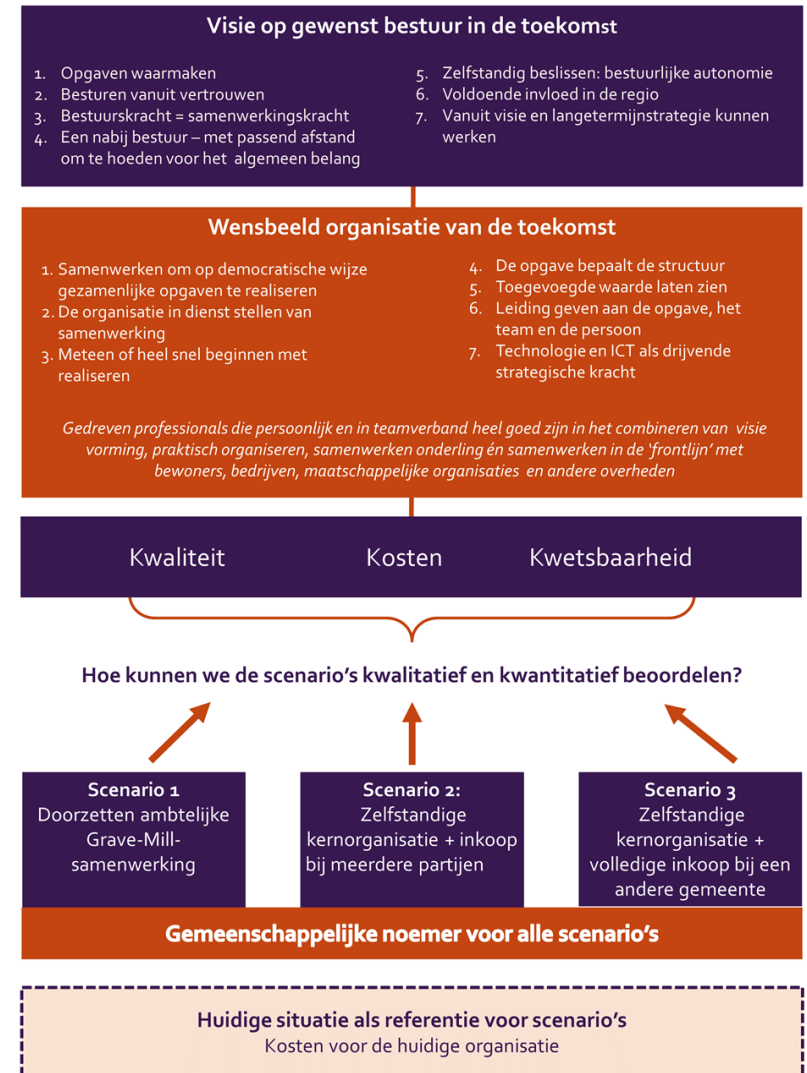 Visie op gewenst bestuur in de toekomst
1. Opgaven waarmaken
2. Besturen vanuit vertrouwen
3. Bestuurskracht = samenwerkingskracht
4. Een nabij bestuur – met passend afstand
om te hoeden voor het algemeen belang
5. Zelfstandig beslissen: bestuurlijke autonomie
6. Voldoende invloed in de regio
7. Vanuit visie en langetermijnstrategie kunnen
werken
Wensbeeld organisatie van de toekomst
1. Samenwerken om op democratische wijze
gezamenlijke opgaven te realiseren
2. De organisatie in dienst stellen van
samenwerking
3. Meteen of heel snel beginnen met
realiseren
4. De opgave bepaalt de structuur
5. Toegevoegde waarde laten zien
6. Leiding geven aan de opgave, het
team en de persoon
7. Technologie en ICT als drijvende
strategische kracht
Gedreven professionals die persoonlijk en in teamverband heel goed zijn in het combineren van visie
vorming, praktisch organiseren, samenwerken onderling én samenwerken in de ‘frontlijn’ met
bewoners, bedrijven, maatschappelijke organisaties en andere overheden
Kwaliteit Kosten Kwetsbaarheid
Hoe kunnen we de scenario’s kwalitatief en kwantitatief beoordelen?
Scenario 1
Doorzetten ambtelijke
Grave-Mill-
samenwerking
Scenario 2:
Zelfstandige
kernorganisatie + inkoop
bij meerdere partijen
Scenario 3
Zelfstandige
kernorganisatie +
volledige inkoop bij een
andere gemeente
Gemeenschappelijke noemer voor alle scenario’s
Huidige situatie als referentie voor scenario’s
Kosten voor de huidige organisatie